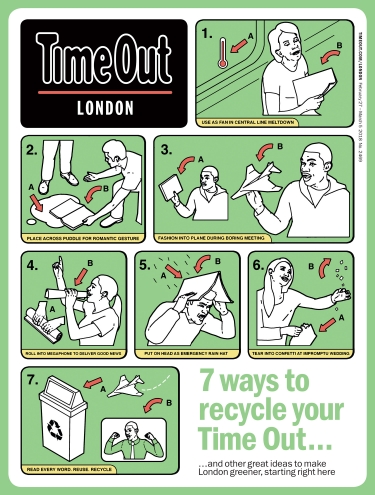 Time Out
LONDON
TIMEOUT.COM/LONDON
1.
A
B
USE AS FAN IN CENTRAL LINE MELTDOWN
2.
A
B
PLACE ACROSS PUDDLE FOR ROMANTIC GESTURE
3.
A
B
FASHION INTO PLANE DURING BORING MEETING
4.
B
A
ROLL INTO MEGAPHONE TO DELIVER GOOD NEWS
5.
A
B
PUT ON HEAD AS EMERGENCY RAIN HAT
6.
B
A
TEAR INTO CONFETTI AT IMPROMPTU WEDDING
7.
A
B
READ EVERY WORD. REUSE. RECYCLE
7 ways to
recycle your
Time Out...
...and other great ideas to make
London greener, starting right here